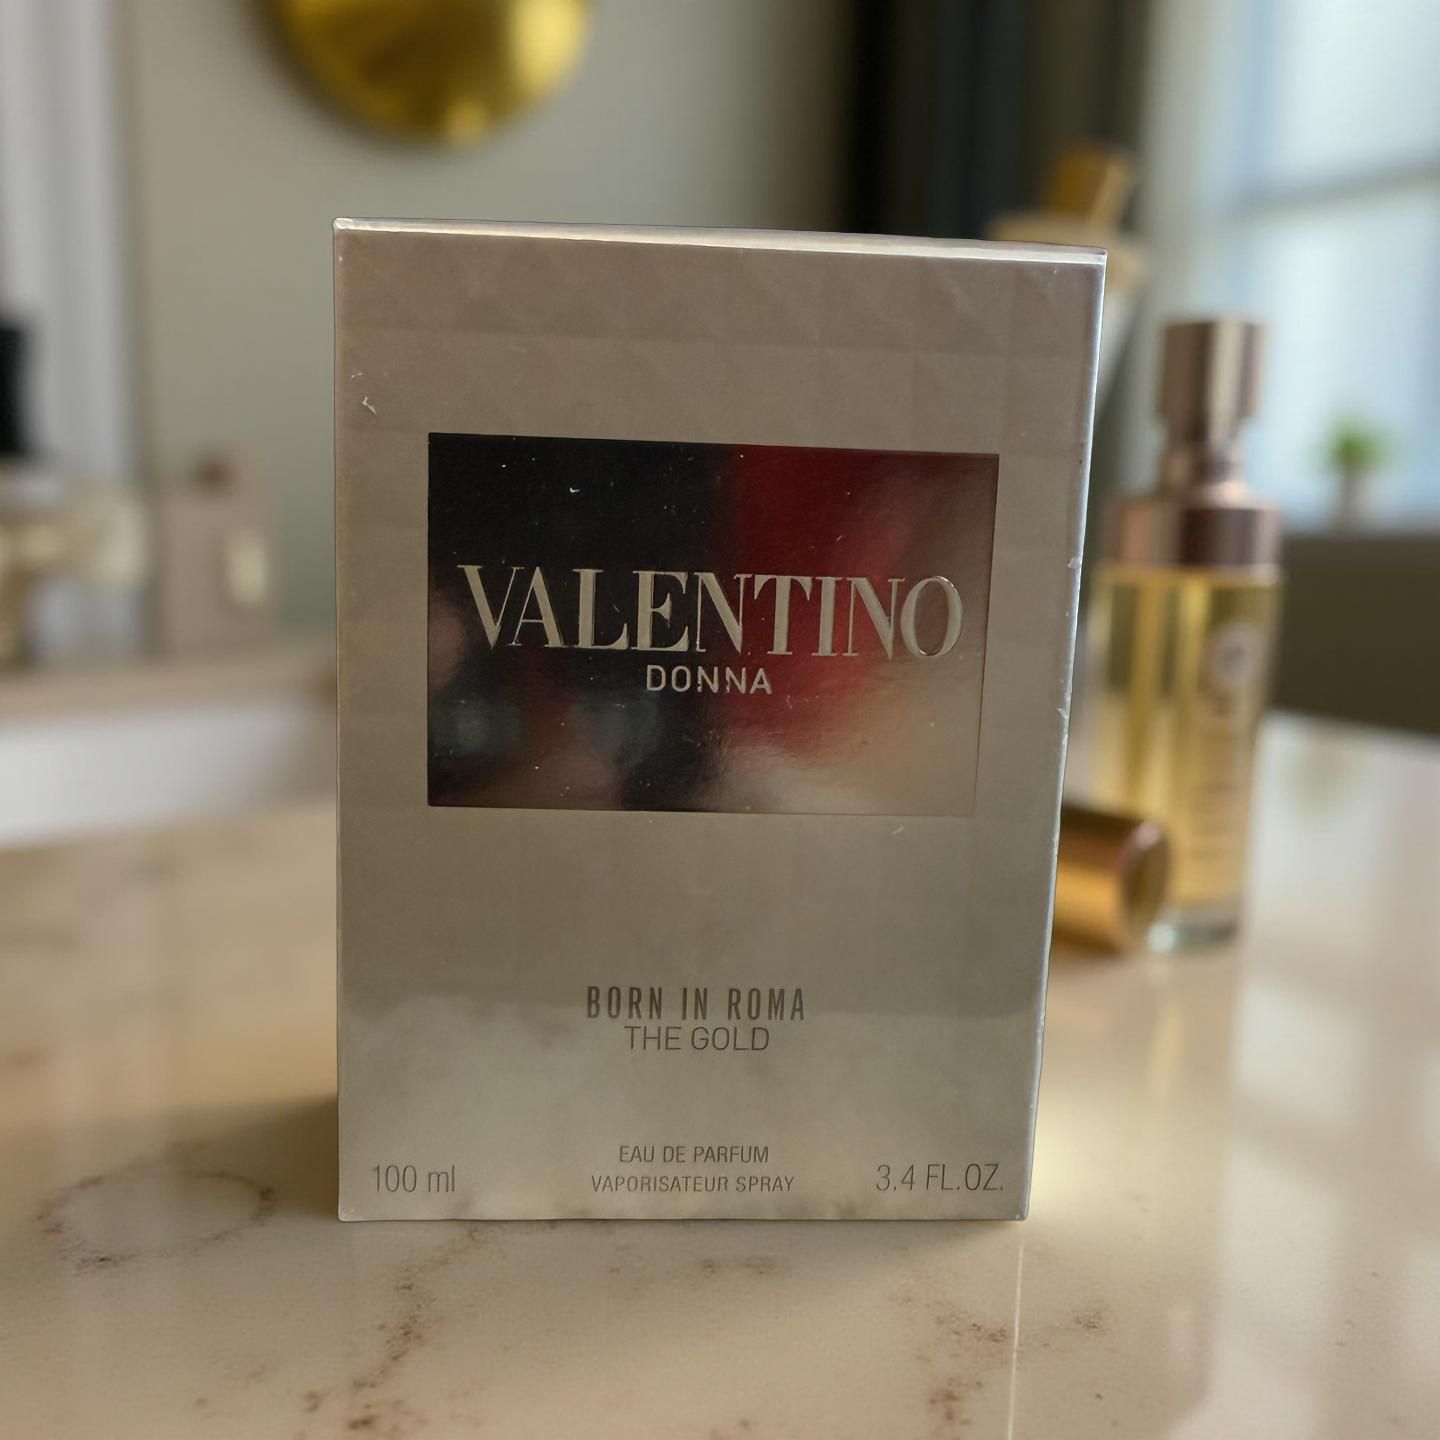 VALENTINO
DONNA
BORN IN ROMA
THE GOLD
EAU DE PARFUM
100 ml VAPORISATEUR SPRAY 3.4 FL.OZ.